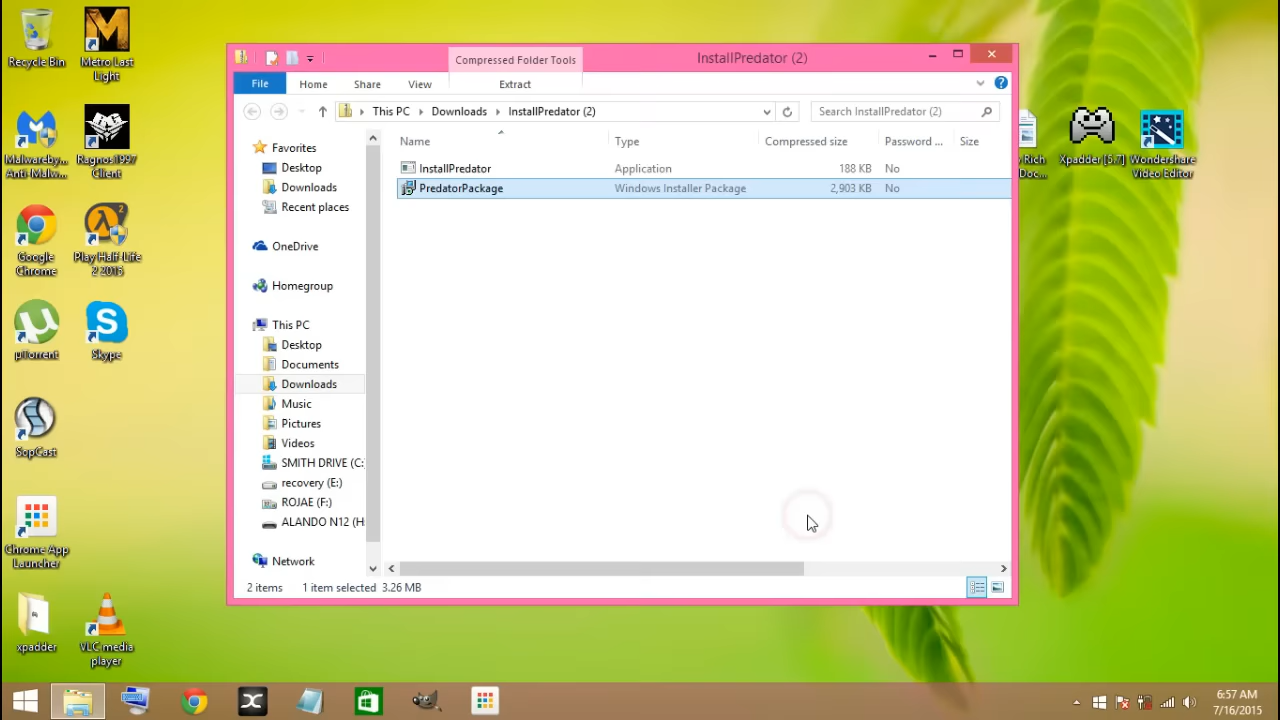 Recycle Bin
Metro Last
Light
Malwareby...
Anti-Malw...
Ragnos1997
Client
Google
Chrome
2
Play Half-Life
2 2015
µTorrent
Skype
SopCast
Chrome App
Launcher
xpadder
VLC media
player
Compressed Folder Tools
InstallPredator (2)
File
Home
Share
View
Extract
This PC
Downloads
InstallPredator (2)
Search InstallPredator (2)
Favorites
Desktop
Downloads
Recent places
OneDrive
Homegroup
This PC
Desktop
Documents
Downloads
Music
Pictures
Videos
SMITH DRIVE (C:
recovery (E:)
ROJAE (F:)
ALANDO N12 (H:
Network
Name Type Compressed size Password ... Size
InstallPredator Application 188 KB No
PredatorPackage Windows Installer Package 2,903 KB No
2 items 1 item selected 3.26 MB
Rich
Doc...
Xpadder [5.7]
Wondershare
Video Editor
6:57 AM
7/16/2015